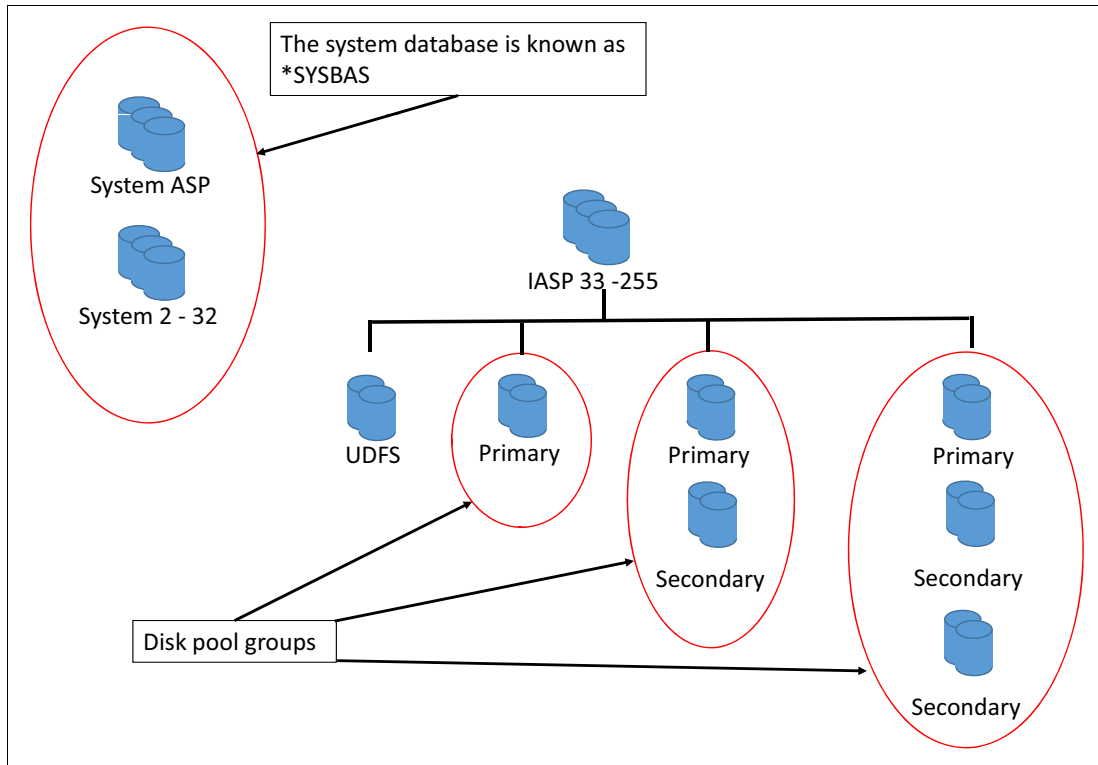 The system database is known as
*SYSBAS
System ASP
System 2 - 32
IASP 33 -255
UDFS
Primary
Primary
Primary
Secondary
Secondary
Disk pool groups
Secondary